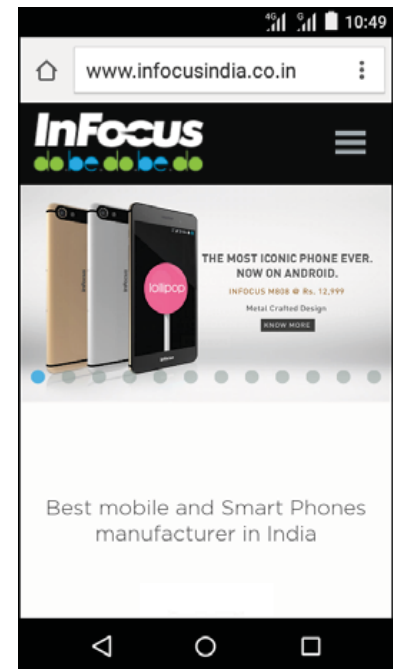 4G G 10:49
www.infocusindia.co.in
InFocus
do.be.do.be.do
THE MOST ICONIC PHONE EVER.
NOW ON ANDROID.
INFOCUS M808 @ Rs. 12,999
Metal Crafted Design
KNOW MORE
lollipop
Best mobile and Smart Phones
manufacturer in India